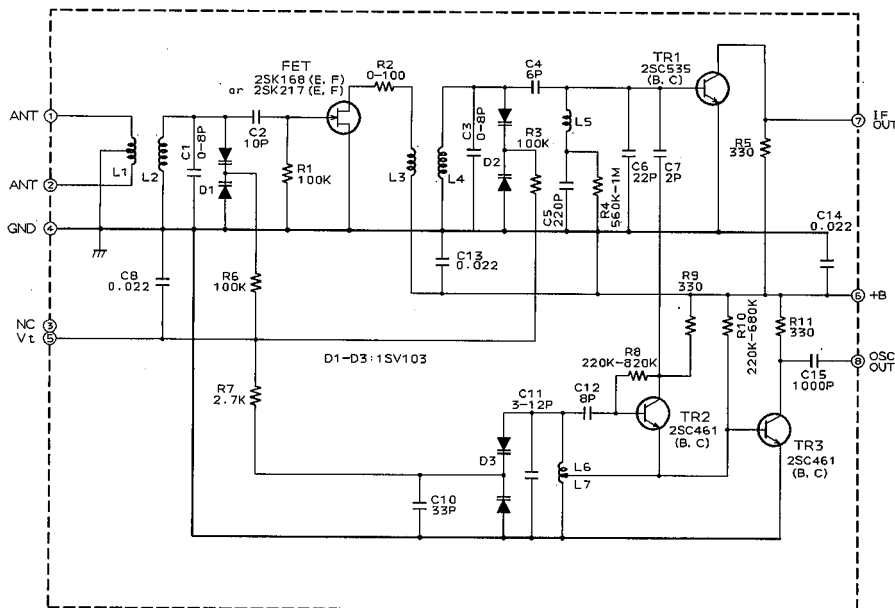 FET
2SK168 (E, F)
or 2SK217 (E, F)
R2
0-100
C4
6P
TR1
2SC535
(B, C)
ANT
1
L1
L2
C1
0-8P
C2
10P
D1
R1
100K
L3
L4
C3
0-8P
D2
R3
100K
L5
C5
220P
R4
560K-1M
C6
22P
C7
2P
R5
330
7
IF
OUT
ANT
2
GND
4
C8
0.022
R6
100K
C13
0.022
R9
330
C14
0.022
6
+B
NC
3
Vt
5
D1-D3:1SV103
R10
220K-680K
R11
330
R7
2.7K
R8
220K-820K
C15
1000P
8
OSC
OUT
C11
3-12P
C12
8P
TR2
2SC461
(B, C)
TR3
2SC461
(B, C)
D3
L6
L7
C10
33P